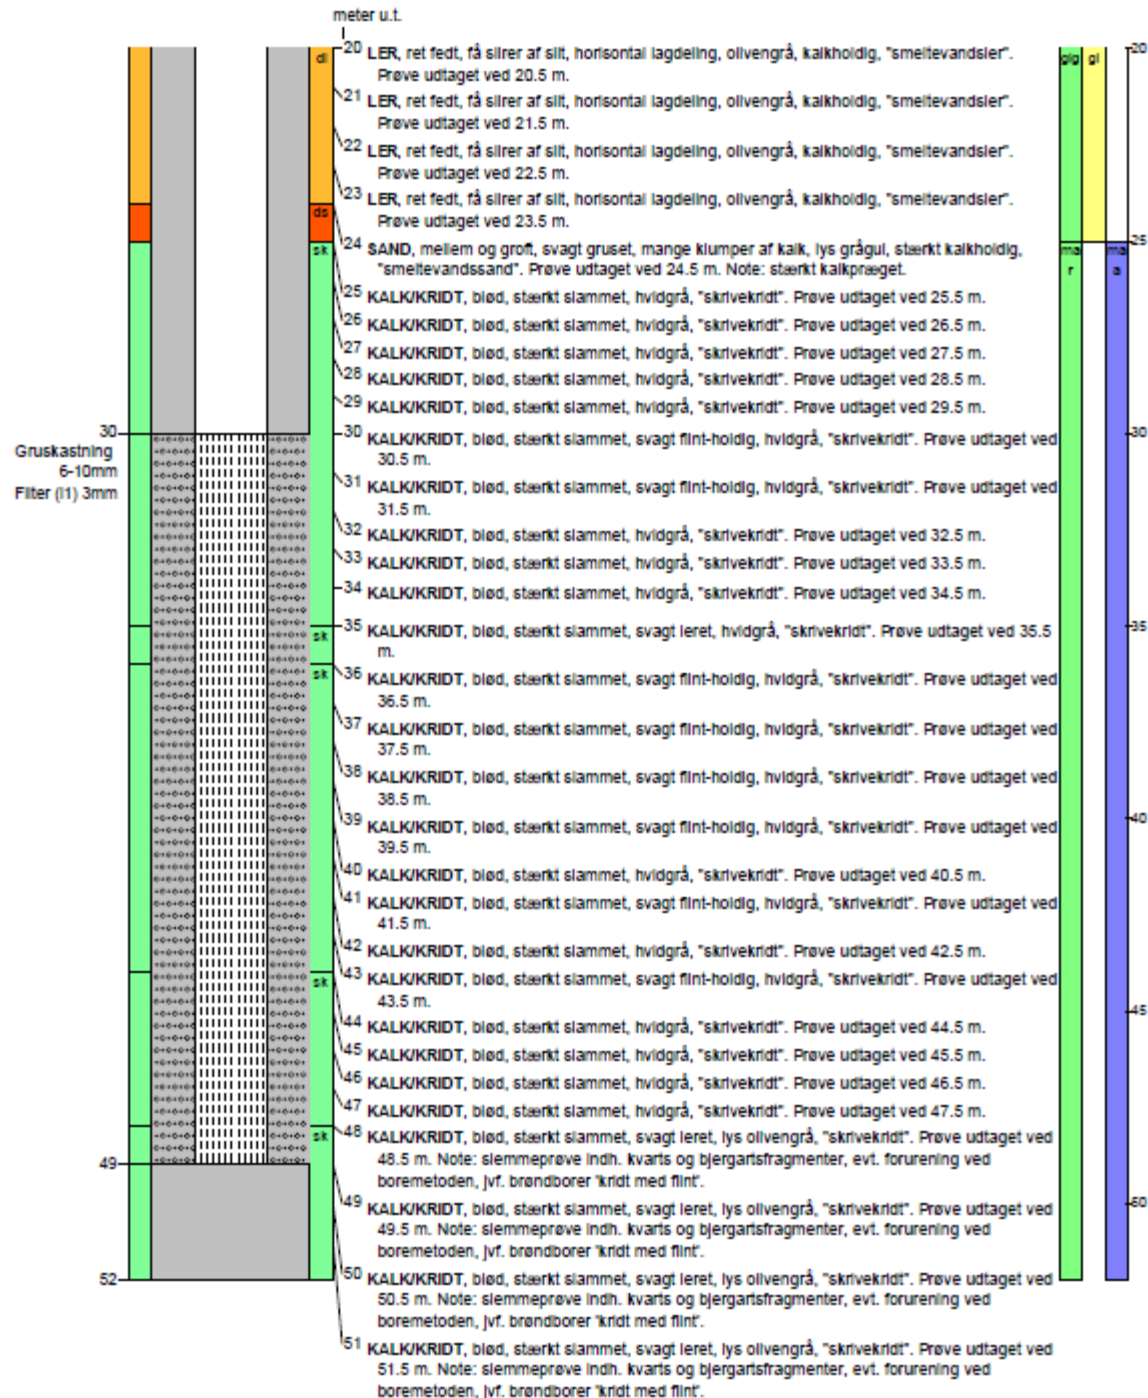 meter u.t.
20 LER, ret fedt, få slirer af silt, horisontal lagdeling, olivengrå, kalkholdig, "smeltevandsler".
Prøve udtaget ved 20.5 m.
21 LER, ret fedt, få slirer af silt, horisontal lagdeling, olivengrå, kalkholdig, "smeltevandsler".
Prøve udtaget ved 21.5 m.
22 LER, ret fedt, få slirer af silt, horisontal lagdeling, olivengrå, kalkholdig, "smeltevandsler".
Prøve udtaget ved 22.5 m.
23 LER, ret fedt, få slirer af silt, horisontal lagdeling, olivengrå, kalkholdig, "smeltevandsler".
Prøve udtaget ved 23.5 m.
24 SAND, mellem og groft, svagt gruset, mange klumper af kalk, lys grågul, stærkt kalkholdig,
"smeltevandssand". Prøve udtaget ved 24.5 m. Note: stærkt kalkpræget.
25 KALK/KRIDT, blød, stærkt slammet, hvidgrå, "skrivekridt". Prøve udtaget ved 25.5 m.
26 KALK/KRIDT, blød, stærkt slammet, hvidgrå, "skrivekridt". Prøve udtaget ved 26.5 m.
27 KALK/KRIDT, blød, stærkt slammet, hvidgrå, "skrivekridt". Prøve udtaget ved 27.5 m.
28 KALK/KRIDT, blød, stærkt slammet, hvidgrå, "skrivekridt". Prøve udtaget ved 28.5 m.
29 KALK/KRIDT, blød, stærkt slammet, hvidgrå, "skrivekridt". Prøve udtaget ved 29.5 m.
30 KALK/KRIDT, blød, stærkt slammet, svagt flint-holdig, hvidgrå, "skrivekridt". Prøve udtaget ved
30.5 m.
31 KALK/KRIDT, blød, stærkt slammet, svagt flint-holdig, hvidgrå, "skrivekridt". Prøve udtaget ved
31.5 m.
32 KALK/KRIDT, blød, stærkt slammet, hvidgrå, "skrivekridt". Prøve udtaget ved 32.5 m.
33 KALK/KRIDT, blød, stærkt slammet, hvidgrå, "skrivekridt". Prøve udtaget ved 33.5 m.
34 KALK/KRIDT, blød, stærkt slammet, hvidgrå, "skrivekridt". Prøve udtaget ved 34.5 m.
35 KALK/KRIDT, blød, stærkt slammet, svagt leret, hvidgrå, "skrivekridt". Prøve udtaget ved 35.5
m.
36 KALK/KRIDT, blød, stærkt slammet, svagt flint-holdig, hvidgrå, "skrivekridt". Prøve udtaget ved
36.5 m.
37 KALK/KRIDT, blød, stærkt slammet, svagt flint-holdig, hvidgrå, "skrivekridt". Prøve udtaget ved
37.5 m.
38 KALK/KRIDT, blød, stærkt slammet, svagt flint-holdig, hvidgrå, "skrivekridt". Prøve udtaget ved
38.5 m.
39 KALK/KRIDT, blød, stærkt slammet, svagt flint-holdig, hvidgrå, "skrivekridt". Prøve udtaget ved
39.5 m.
40 KALK/KRIDT, blød, stærkt slammet, hvidgrå, "skrivekridt". Prøve udtaget ved 40.5 m.
41 KALK/KRIDT, blød, stærkt slammet, svagt flint-holdig, hvidgrå, "skrivekridt". Prøve udtaget ved
41.5 m.
42 KALK/KRIDT, blød, stærkt slammet, hvidgrå, "skrivekridt". Prøve udtaget ved 42.5 m.
43 KALK/KRIDT, blød, stærkt slammet, svagt flint-holdig, hvidgrå, "skrivekridt". Prøve udtaget ved
43.5 m.
44 KALK/KRIDT, blød, stærkt slammet, hvidgrå, "skrivekridt". Prøve udtaget ved 44.5 m.
45 KALK/KRIDT, blød, stærkt slammet, hvidgrå, "skrivekridt". Prøve udtaget ved 45.5 m.
46 KALK/KRIDT, blød, stærkt slammet, hvidgrå, "skrivekridt". Prøve udtaget ved 46.5 m.
47 KALK/KRIDT, blød, stærkt slammet, hvidgrå, "skrivekridt". Prøve udtaget ved 47.5 m.
48 KALK/KRIDT, blød, stærkt slammet, svagt leret, lys olivengrå, "skrivekridt". Prøve udtaget ved
48.5 m. Note: slemmeprøve indh. kvarts og bjergartsfragmenter, evt. forurening ved
boremetoden, jvf. brøndborer 'kridt med flint'.
49 KALK/KRIDT, blød, stærkt slammet, svagt leret, lys olivengrå, "skrivekridt". Prøve udtaget ved
49.5 m. Note: slemmeprøve indh. kvarts og bjergartsfragmenter, evt. forurening ved
boremetoden, jvf. brøndborer 'kridt med flint'.
50 KALK/KRIDT, blød, stærkt slammet, svagt leret, lys olivengrå, "skrivekridt". Prøve udtaget ved
50.5 m. Note: slemmeprøve indh. kvarts og bjergartsfragmenter, evt. forurening ved
boremetoden, jvf. brøndborer 'kridt med flint'.
51 KALK/KRIDT, blød, stærkt slammet, svagt leret, lys olivengrå, "skrivekridt". Prøve udtaget ved
51.5 m. Note: slemmeprøve indh. kvarts og bjergartsfragmenter, evt. forurening ved
boremetoden, jvf. brøndborer 'kridt med flint'.
30
Gruskastning
6-10mm
Filter (I1) 3mm
49
52
dl
ds
sk
sk
sk
sk
sk
glg
gl
ma
r
ma
a
20
25
30
35
40
45
50